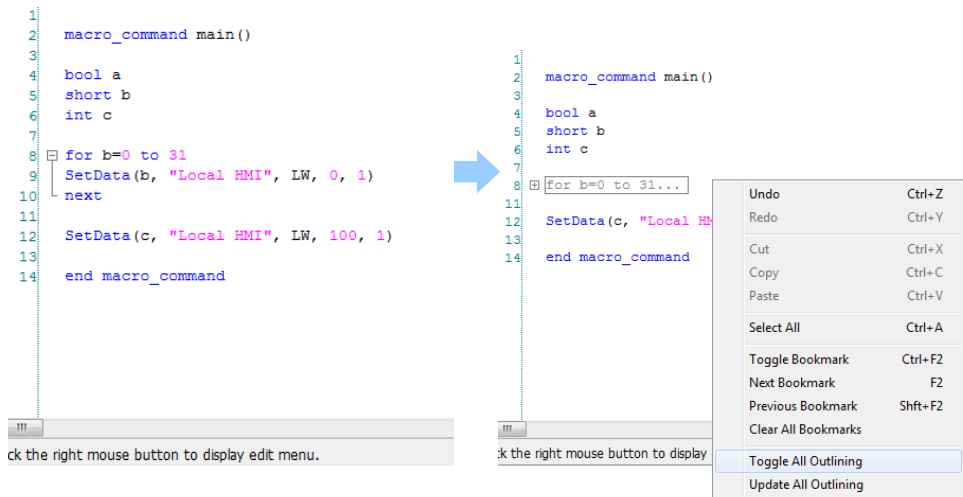 1
2 macro_command main()
3
4 bool a
5 short b
6 int c
7
8 for b=0 to 31
9 SetData(b, "Local HMI", LW, 0, 1)
10 next
11
12 SetData(c, "Local HMI", LW, 100, 1)
13
14 end macro_command
ck the right mouse button to display edit menu.
1
2 macro_command main()
3
4 bool a
5 short b
6 int c
7
8 for b=0 to 31...
11
12 SetData(c, "Local HM
13
14 end macro_command
ck the right mouse button to display
Undo Ctrl+Z
Redo Ctrl+Y
Cut Ctrl+X
Copy Ctrl+C
Paste Ctrl+V
Select All Ctrl+A
Toggle Bookmark Ctrl+F2
Next Bookmark F2
Previous Bookmark Shft+F2
Clear All Bookmarks
Toggle All Outlining
Update All Outlining